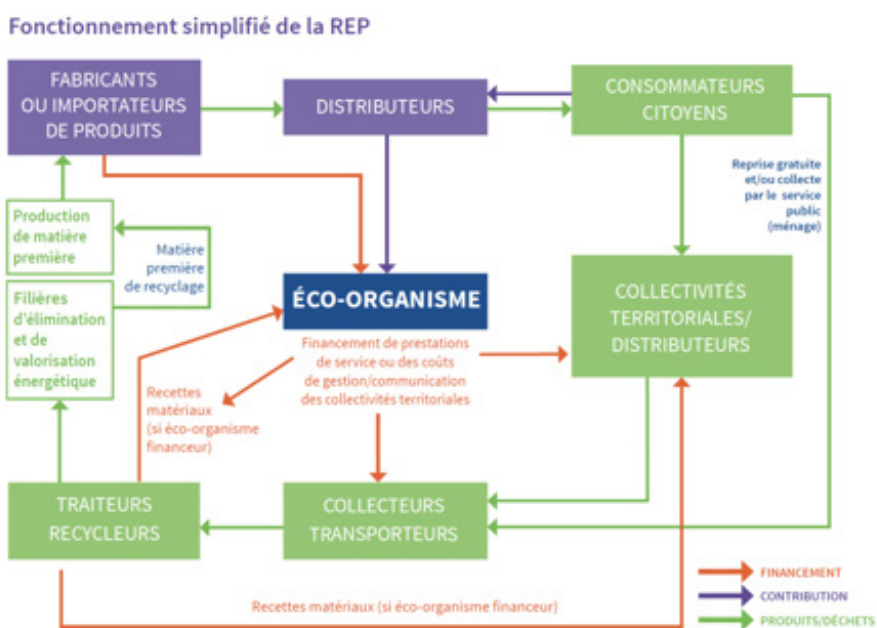 Fonctionnement simplifié de la REP
FABRICANTS
OU IMPORTATEURS
DE PRODUITS
DISTRIBUTEURS
CONSOMMATEURS
CITOYENS
Reprise gratuite
et/ou collecte
par le service
public
(ménage)
Production
de matière
première
Matière
première
de recyclage
Filières
d'élimination
et de
valorisation
énergétique
ÉCO-ORGANISME
COLLECTIVITÉS
TERRITORIALES/
DISTRIBUTEURS
Financement de prestations
de service ou des coûts
de gestion/communication
des collectivités territoriales
Recettes
matériaux
(si éco-organisme
financeur)
TRAITEURS
RECYCLEURS
COLLECTEURS
TRANSPORTEURS
Recettes matériaux (si éco-organisme financeur)
FINANCEMENT
CONTRIBUTION
PRODUITS/DÉCHETS